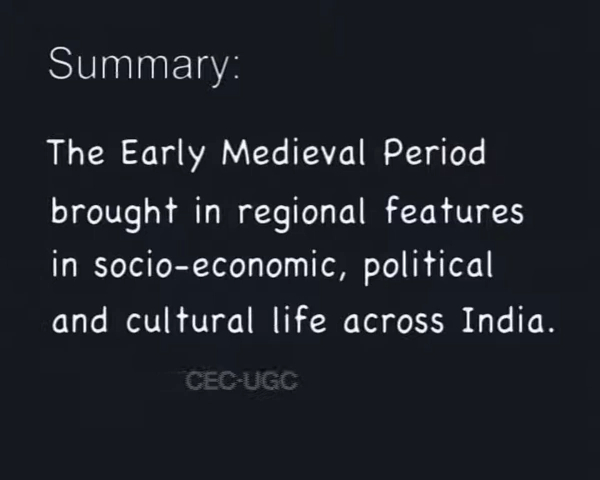 Summary:
The Early Medieval Period
brought in regional features
in socio-economic, political
and cultural life across India.
CEC-UGC